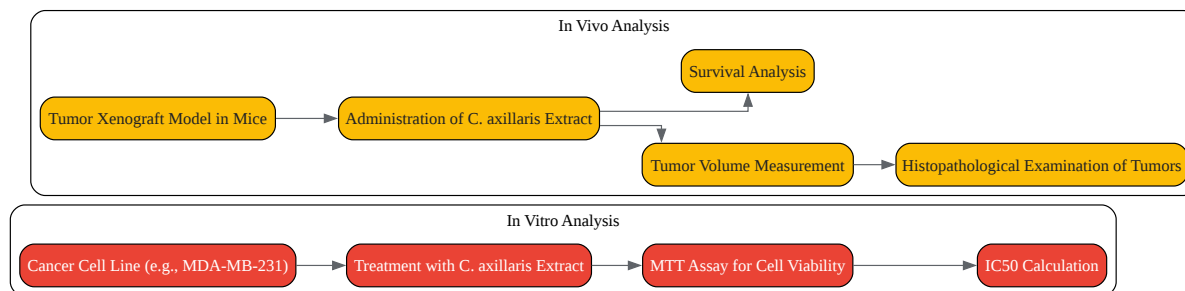 In Vivo Analysis
Survival Analysis
Tumor Xenograft Model in Mice
Administration of C. axillaris Extract
Tumor Volume Measurement
Histopathological Examination of Tumors
In Vitro Analysis
Cancer Cell Line (e.g., MDA-MB-231)
Treatment with C. axillaris Extract
MTT Assay for Cell Viability
IC50 Calculation